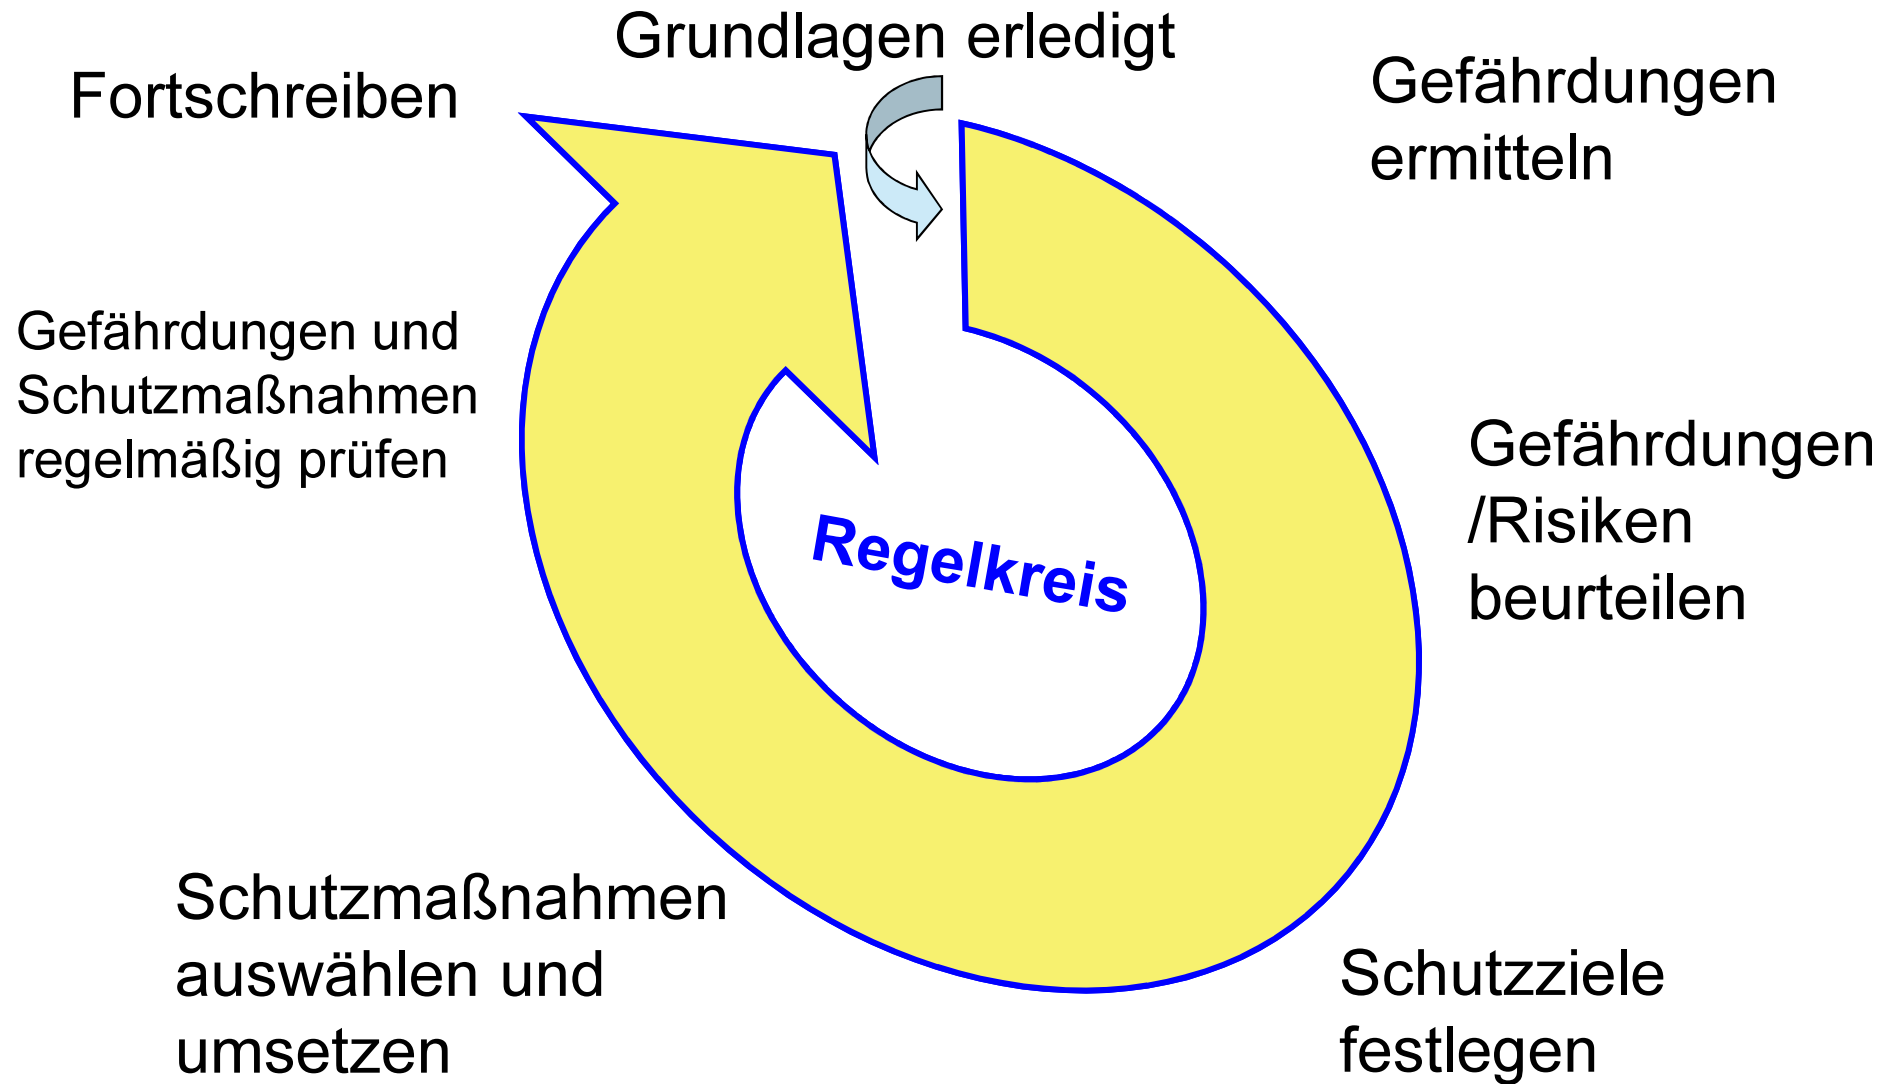 Grundlagen erledigt
Gefährdungen
ermitteln
Gefährdungen
/Risiken
beurteilen
Schutzziele
festlegen
Schutzmaßnahmen
auswählen und
umsetzen
Gefährdungen und
Schutzmaßnahmen
regelmäßig prüfen
Fortschreiben
Regelkreis